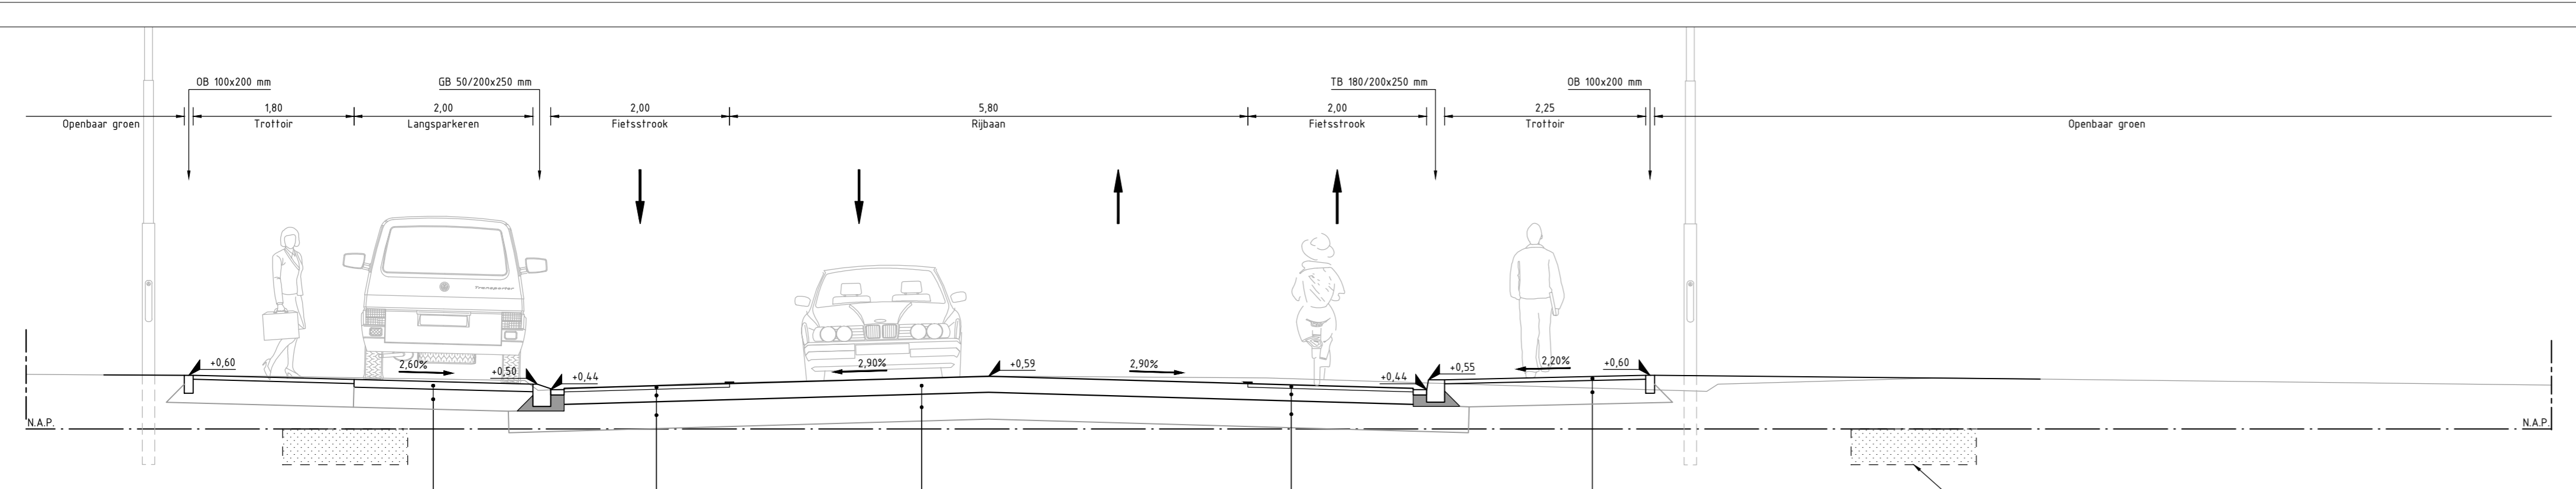 OB 100x200 mm
GB 50/200x250 mm
TB 180/200x250 mm
OB 100x200 mm
1,80
2,00
2,00
5,80
2,00
2,25
Openbaar groen
Trottoir
Langsparkeren
Fietsstrook
Rijbaan
Fietsstrook
Trottoir
Openbaar groen
Transporter
+0,60
2,60%
+0,50
+0,44
2,90%
+0,59
2,90%
+0,44
+0,55
2,20%
+0,60
N.A.P.
N.A.P.